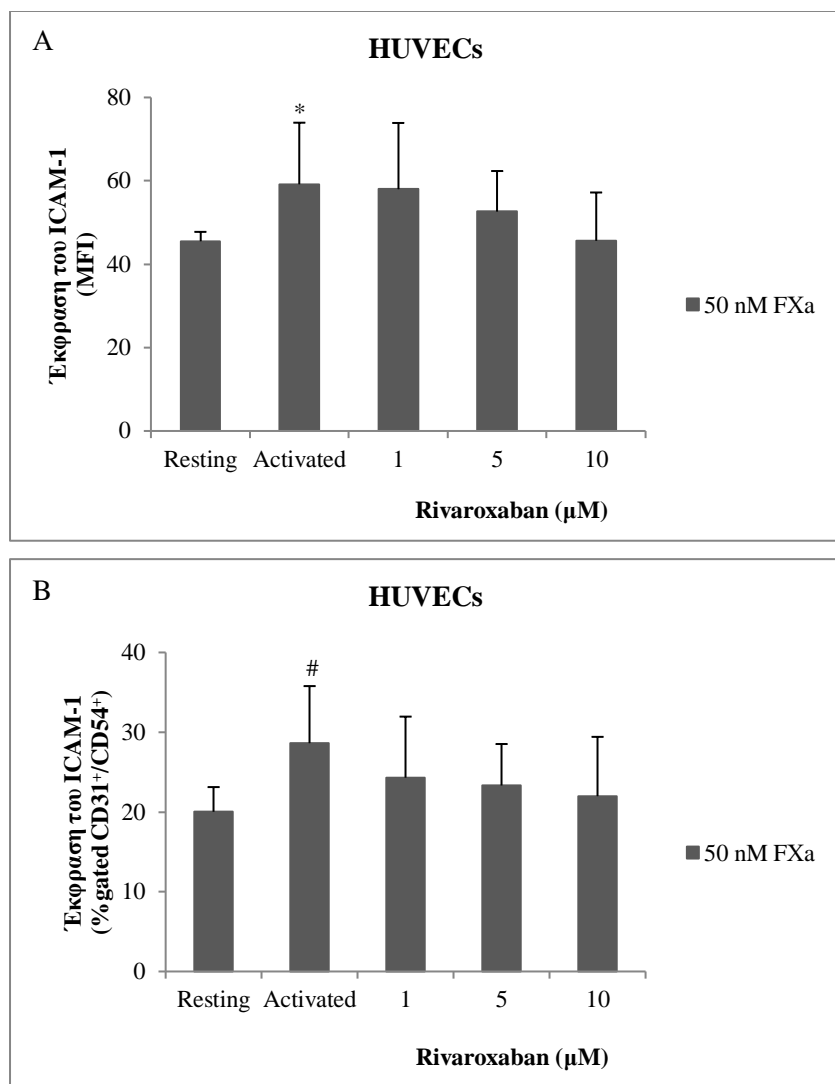 A
HUVECs
Έκφραση του ICAM-1
(MFI)
80
60
40
20
0
*
Resting Activated 1 5 10
Rivaroxaban (μM)
50 nM FXa
B
HUVECs
Έκφραση του ICAM-1
(%gated CD31⁺/CD54⁺)
40
30
20
10
0
#
Resting Activated 1 5 10
Rivaroxaban (μM)
50 nM FXa